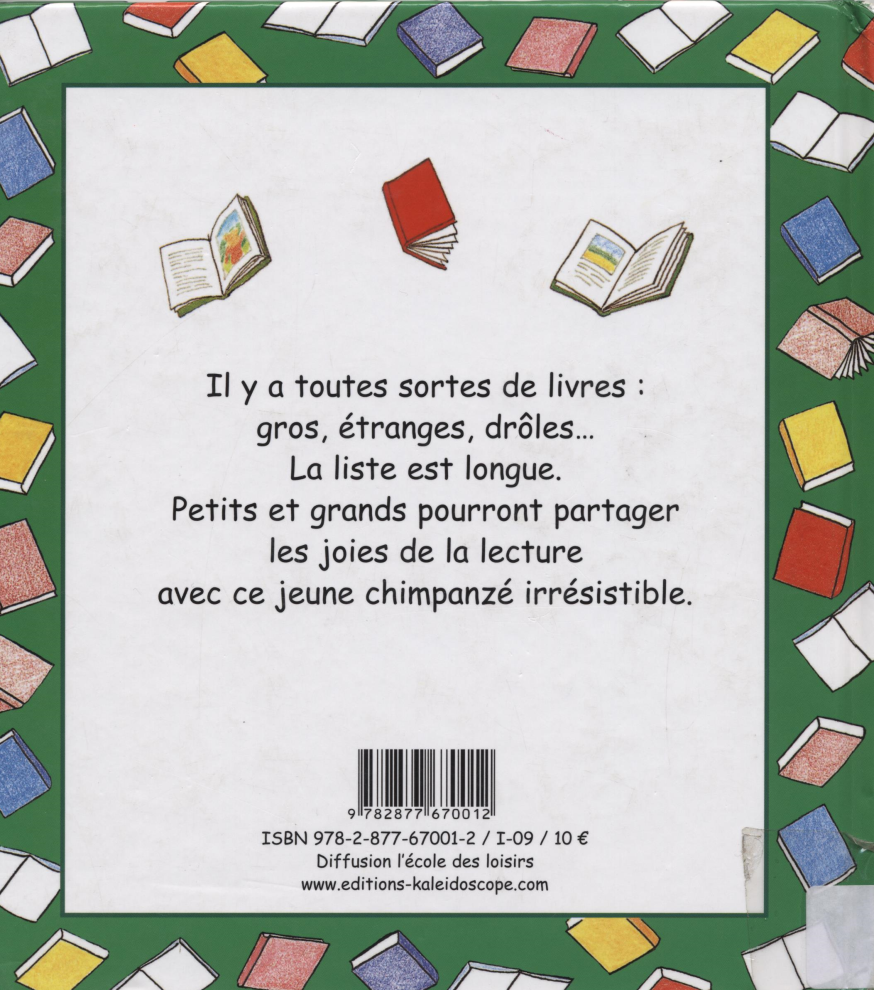 Il y a toutes sortes de livres :
gros, étranges, drôles...
La liste est longue.
Petits et grands pourront partager
les joies de la lecture
avec ce jeune chimpanzé irrésistible.
9 782877 670012
ISBN 978-2-877-67001-2 / I-09 / 10 €
Diffusion l'école des loisirs
www.editions-kaleidoscope.com